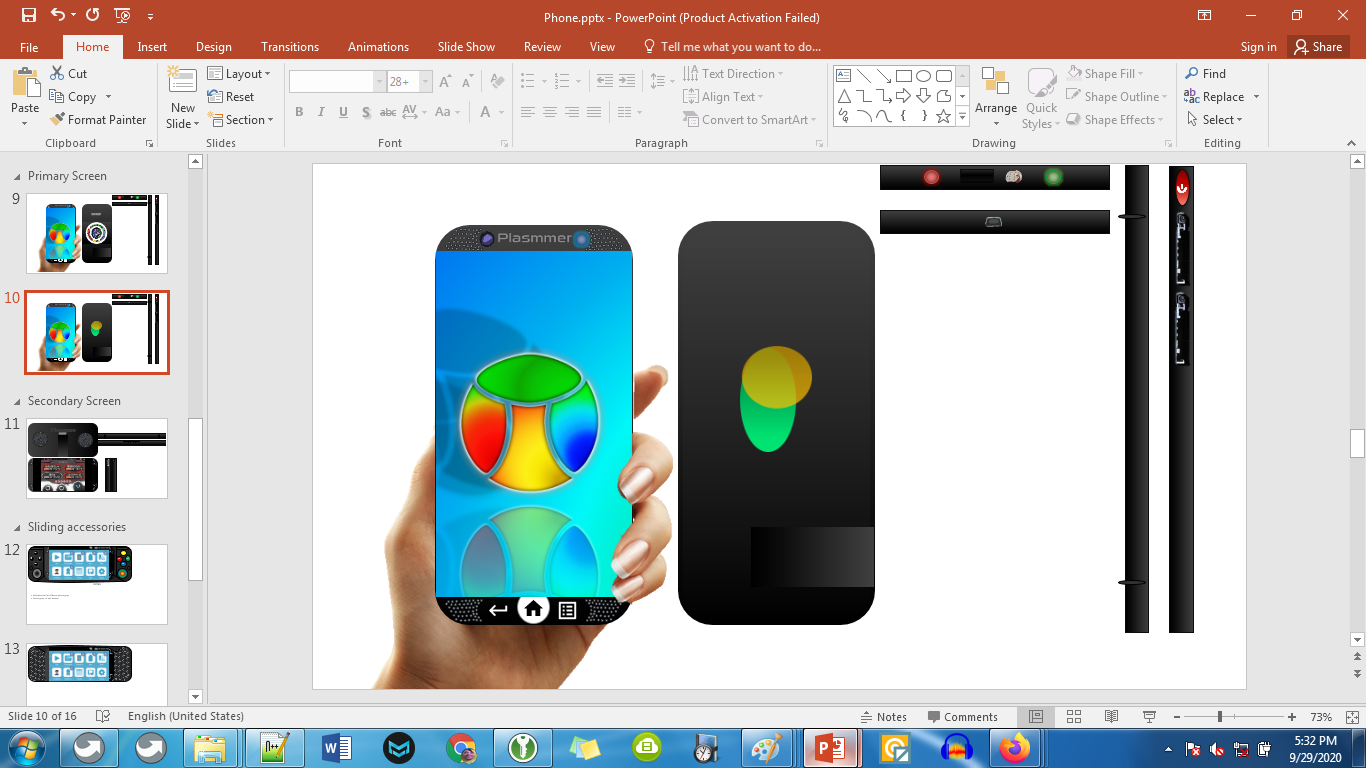 Phone.pptx - PowerPoint (Product Activation Failed)
File Home Insert Design Transitions Animations Slide Show Review View Tell me what you want to do... Sign in Share
Paste
Cut
Copy
Format Painter
Clipboard
New Slide
Layout
Reset
Section
Slides
28+
B I U S abc AV Aa A
Font
Text Direction
Align Text
Convert to SmartArt
Paragraph
Arrange
Quick Styles
Shape Fill
Shape Outline
Shape Effects
Drawing
Find
Replace
Select
Editing
Primary Screen
9
10
Secondary Screen
11
Sliding accessories
12
13
Plasmmer
Slide 10 of 16 English (United States) Notes Comments 73%
5:32 PM
9/29/2020